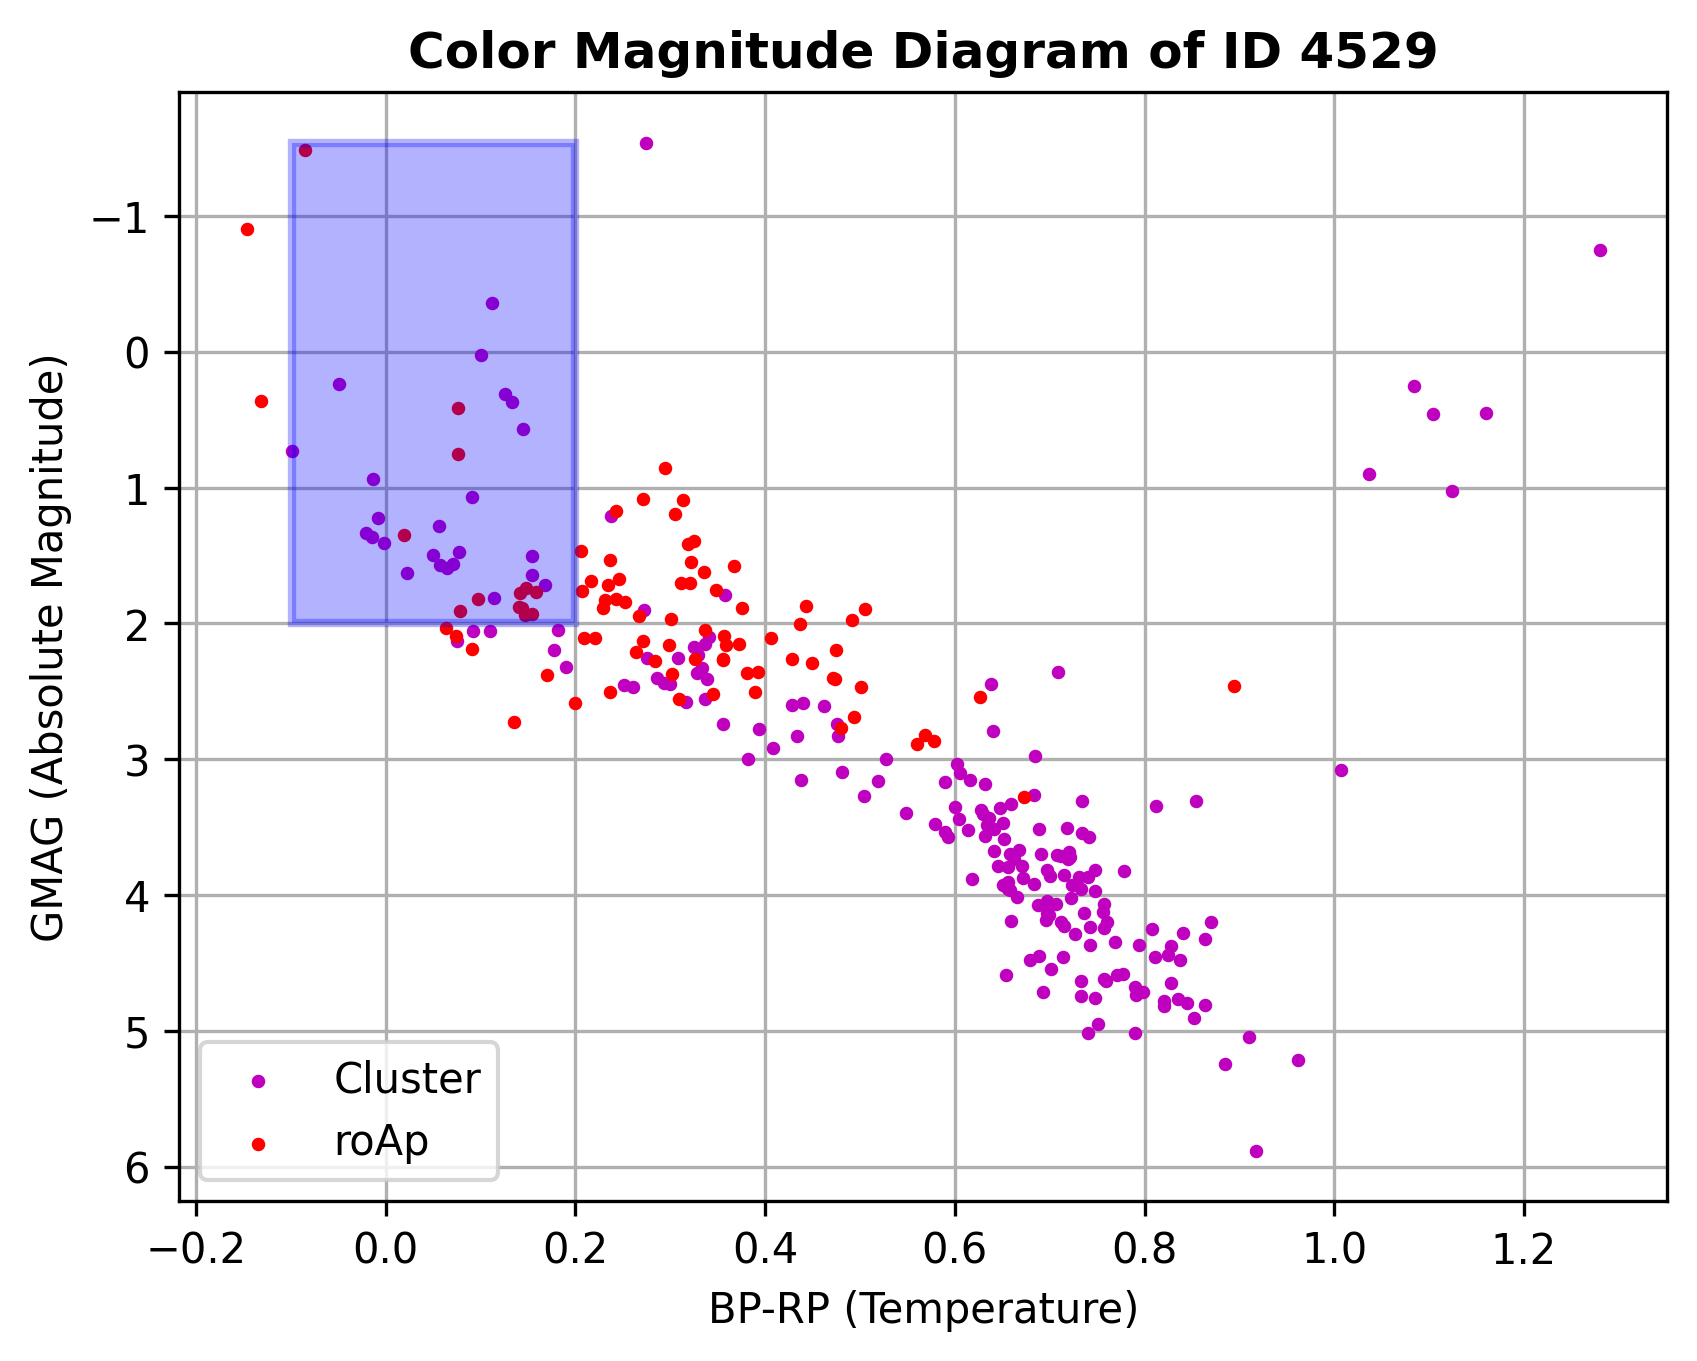 Color Magnitude Diagram of ID 4529
GMAG (Absolute Magnitude)
−1
0
1
2
3
4
5
6
Cluster
roAp
−0.2 0.0 0.2 0.4 0.6 0.8 1.0 1.2
BP-RP (Temperature)